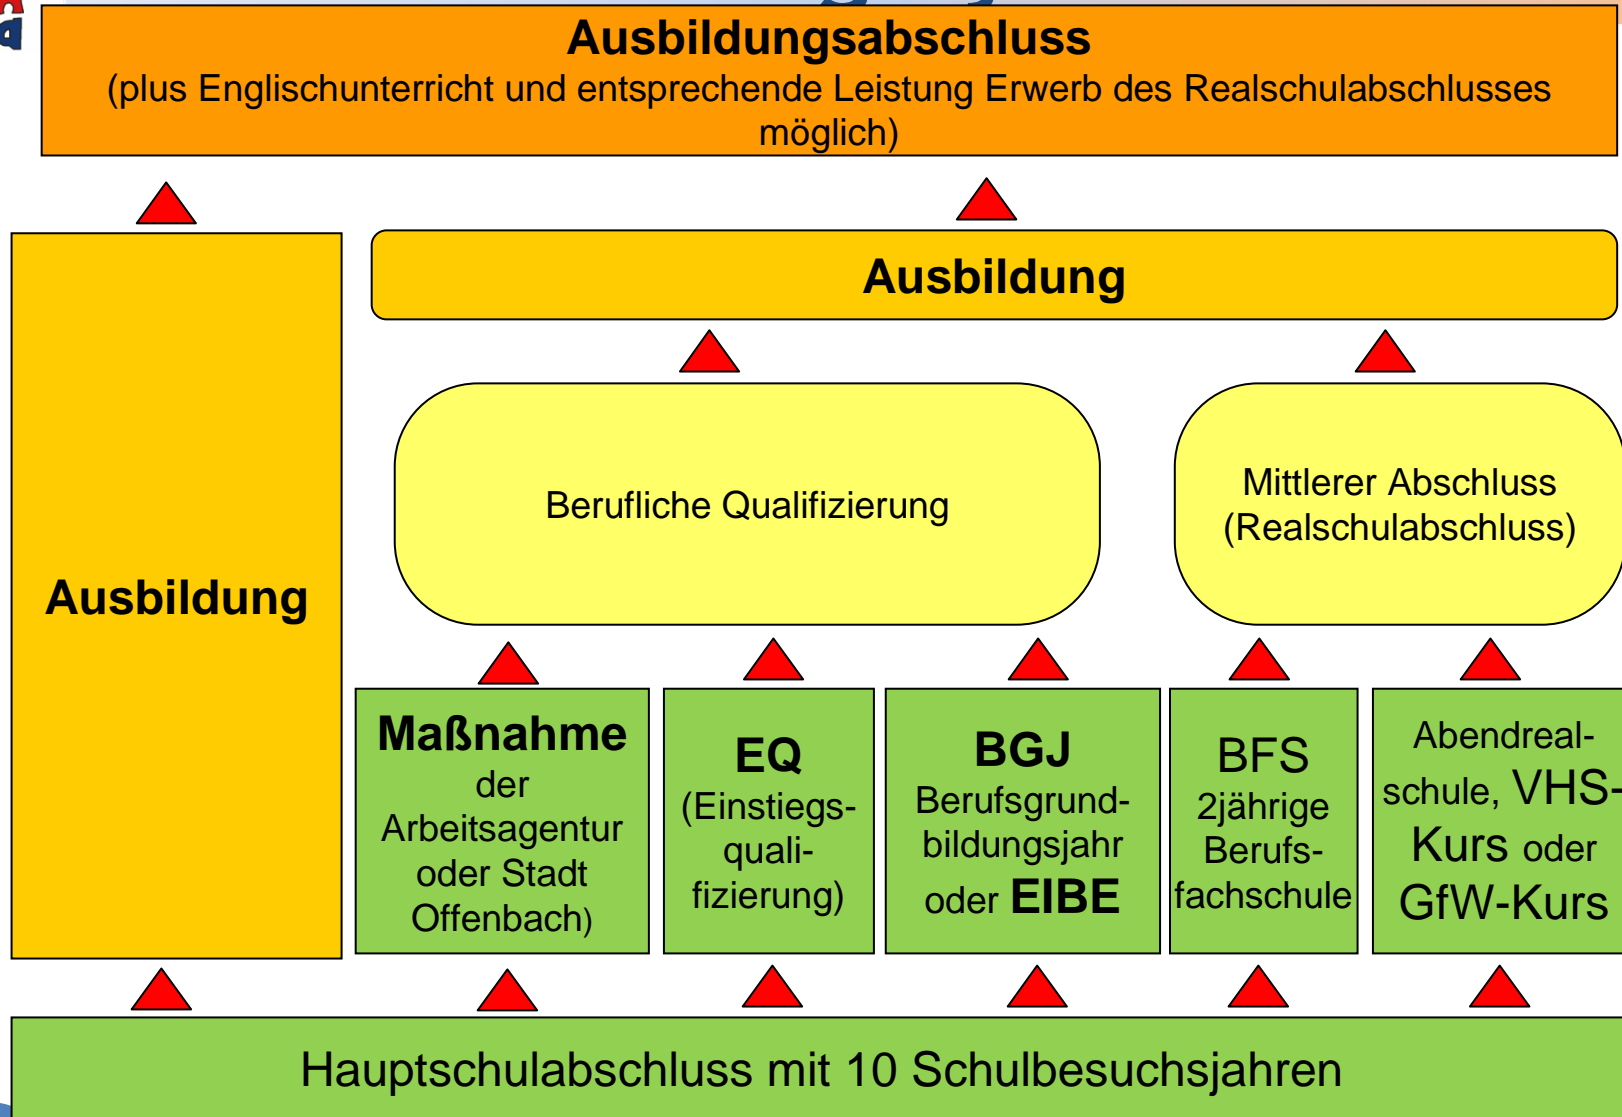 Ausbildungsabschluss
(plus Englischunterricht und entsprechende Leistung Erwerb des Realschulabschlusses
möglich)
Ausbildung
Ausbildung
Berufliche Qualifizierung
Mittlerer Abschluss
(Realschulabschluss)
Maßnahme
der
Arbeitsagentur
oder Stadt
Offenbach)
EQ
(Einstiegs-
quali-
fizierung)
BGJ
Berufsgrund-
bildungsjahr
oder EIBE
BFS
2jährige
Berufs-
fachschule
Abendreal-
schule, VHS-
Kurs oder
GfW-Kurs
Hauptschulabschluss mit 10 Schulbesuchsjahren